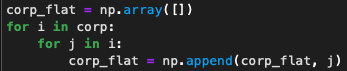 corp_flat = np.array([])
for i in corp:
    for j in i:
        corp_flat = np.append(corp_flat, j)